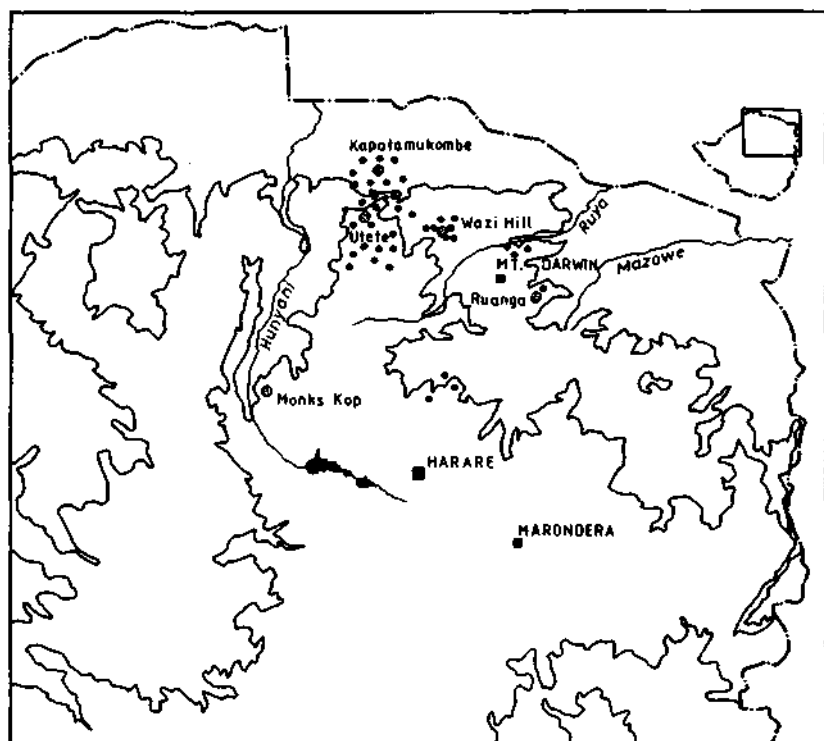 Kapatamukombe
Wazi Hill
Ruya
Utete
MT. DARWIN
Mazowe
Ruanga
Hunyani
Monks Kop
HARARE
MARONDERA